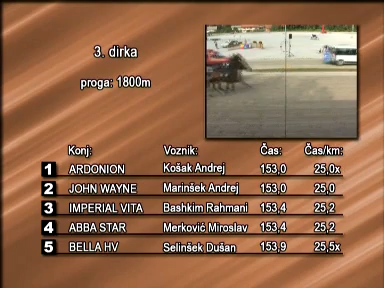 3. dirka
proga: 1800m
Konj: Voznik: Čas: Čas/km:
1 ARDONION Košak Andrej 153,0 25,0x
2 JOHN WAYNE Marinšek Andrej 153,0 25,0
3 IMPERIAL VITA Bashkim Rahmani 153,4 25,2
4 ABBA STAR Merković Miroslav 153,4 25,2
5 BELLA HV Selinšek Dušan 153,9 25,5x